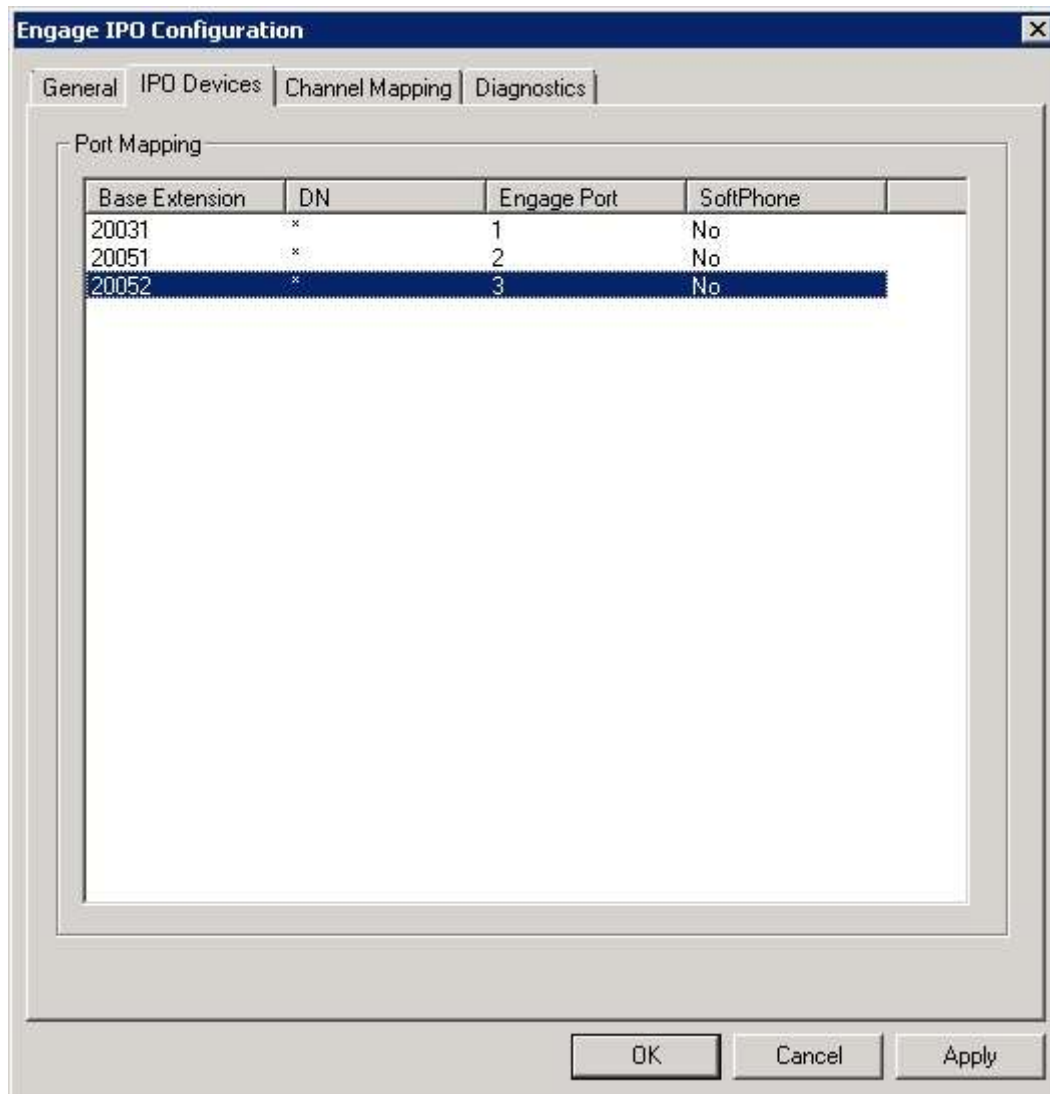 Engage IPO Configuration
General IPO Devices Channel Mapping Diagnostics
Port Mapping
Base Extension DN Engage Port SoftPhone
20031 * 1 No
20051 * 2 No
20052 * 3 No
OK Cancel Apply